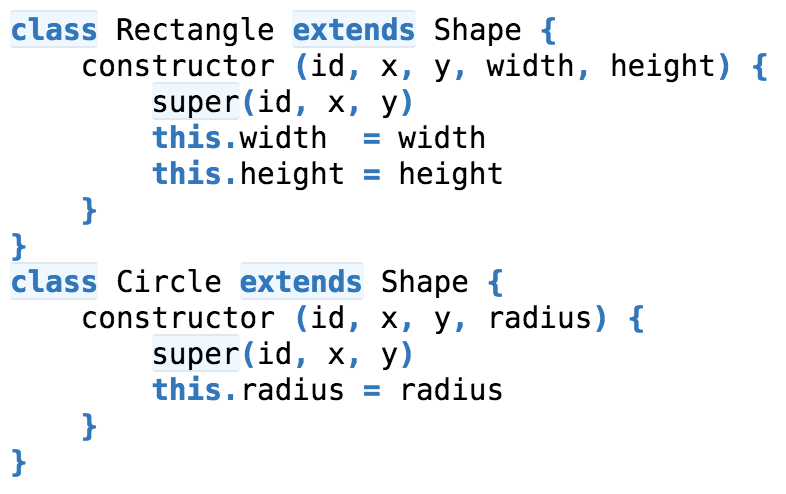 class Rectangle extends Shape {
    constructor (id, x, y, width, height) {
        super(id, x, y)
        this.width  = width
        this.height = height
    }
}
class Circle extends Shape {
    constructor (id, x, y, radius) {
        super(id, x, y)
        this.radius = radius
    }
}